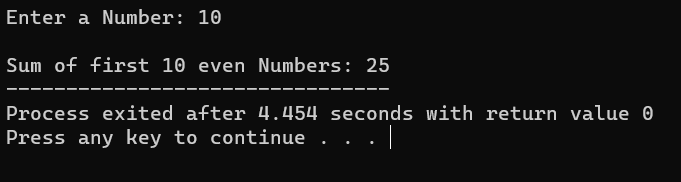 Enter a Number: 10
Sum of first 10 even Numbers: 25
--------------------------------
Process exited after 4.454 seconds with return value 0
Press any key to continue . . .